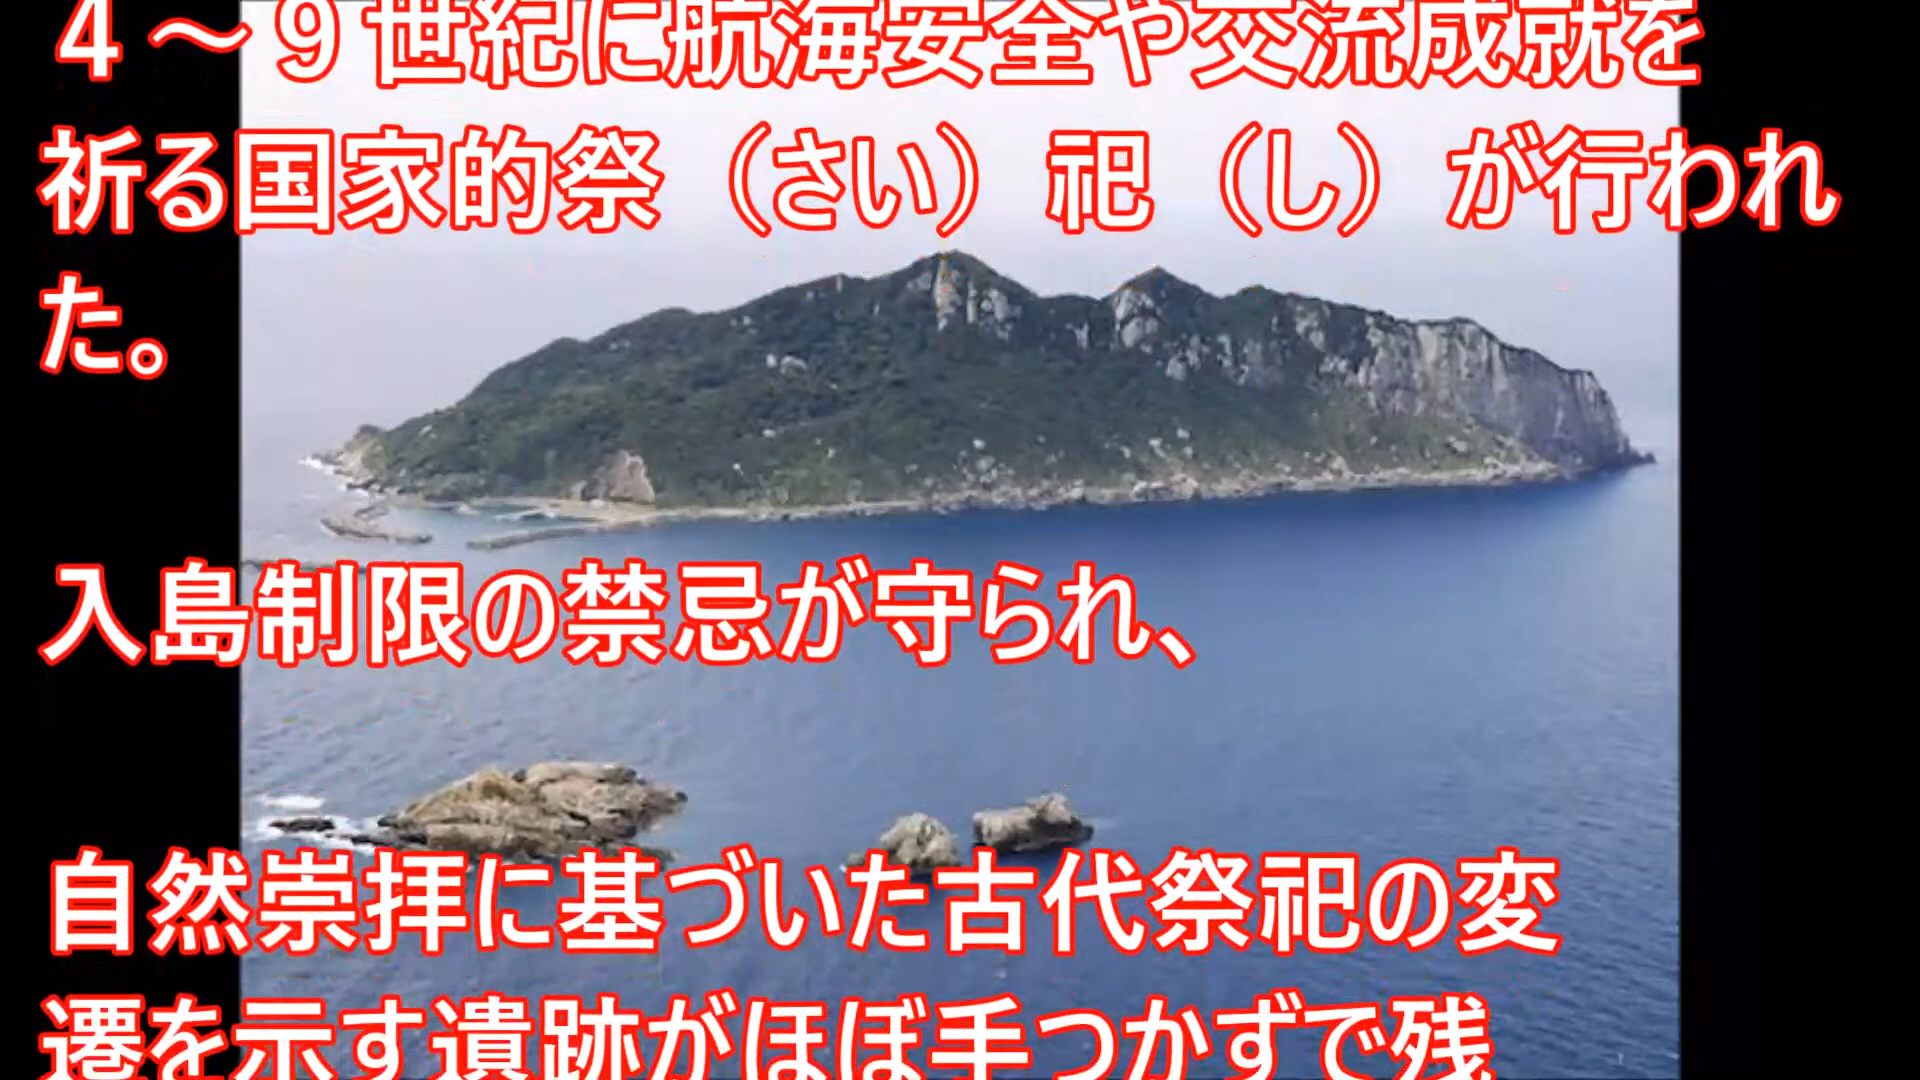 ４～９世紀に航海安全や交流成就を
祈る国家的祭（さい）祀（し）が行われ
た。
入島制限の禁忌が守られ、
自然崇拝に基づいた古代祭祀の変
遷を示す遺跡がほぼ手つかずで残